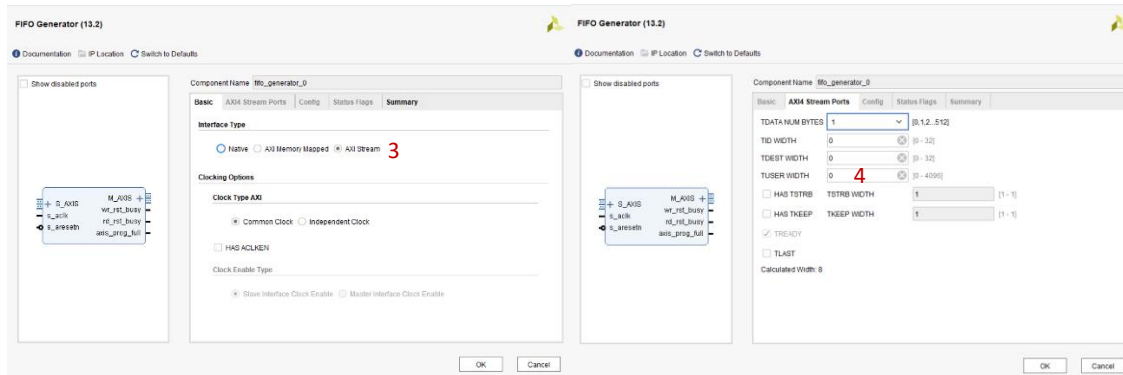 FIFO Generator (13.2)
Documentation IP Location Switch to Defaults
Show disabled ports
S_AXIS
s_aclk
s_aresetn
M_AXIS
wr_rst_busy
rd_rst_busy
axis_prog_full
Component Name fifo_generator_0
Basic AXI4 Stream Ports Config Status Flags Summary
Interface Type
Native AXI Memory Mapped AXI Stream 3
Clocking Options
Clock Type AXI
Common Clock Independent Clock
HAS ACLKEN
Clock Enable Type
Slave Interface Clock Enable Master Interface Clock Enable
OK Cancel
FIFO Generator (13.2)
Documentation IP Location Switch to Defaults
Show disabled ports
S_AXIS
s_aclk
s_aresetn
M_AXIS
wr_rst_busy
rd_rst_busy
axis_prog_full
Component Name fifo_generator_0
Basic AXI4 Stream Ports Config Status Flags Summary
TDATA NUM BYTES 1 [0,1,2...512]
TID WIDTH 0 [0 - 32]
TDEST WIDTH 0 [0 - 32]
TUSER WIDTH 0 4 [0 - 4096]
HAS TSTRB TSTRB WIDTH 1 [1 - 1]
HAS TKEEP TKEEP WIDTH 1 [1 - 1]
TREADY
TLAST
Calculated Width: 8
OK Cancel